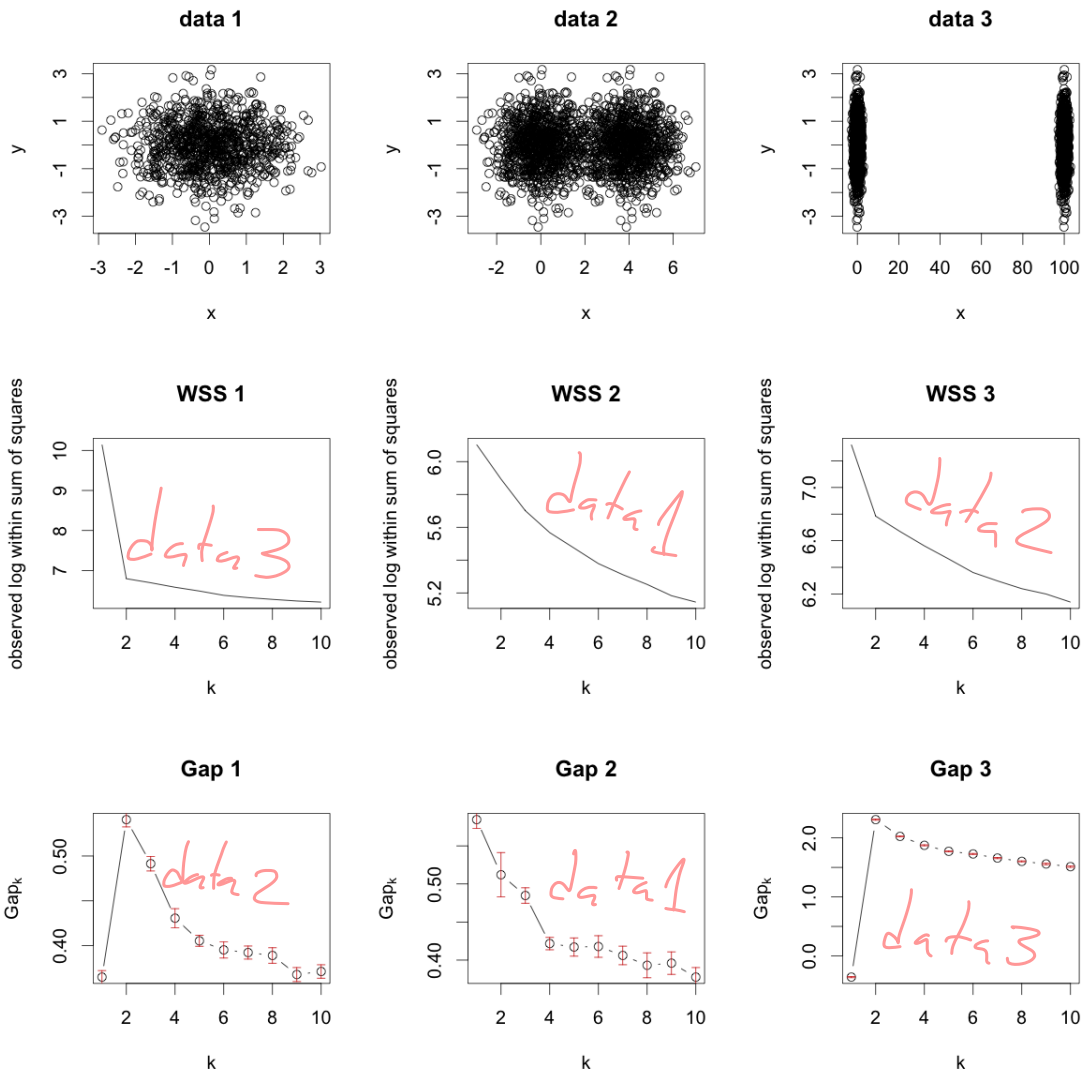 data 1 data 2 data 3
3
1
-1
-3
y
-3 -2 -1 0 1 2 3
x
3
1
-1
-3
y
-2 0 2 4 6
x
3
1
-1
-3
y
0 20 40 60 80 100
x
WSS 1 WSS 2 WSS 3
observed log within sum of squares
10
9
8
7
data 3
2 4 6 8 10
k
observed log within sum of squares
6.0
5.6
5.2
data 1
2 4 6 8 10
k
observed log within sum of squares
7.0
6.6
6.2
data 2
2 4 6 8 10
k
Gap 1 Gap 2 Gap 3
Gapk
0.50
0.40
data 2
2 4 6 8 10
k
Gapk
0.50
0.40
data 1
2 4 6 8 10
k
Gapk
2.0
1.0
0.0
data 3
2 4 6 8 10
k